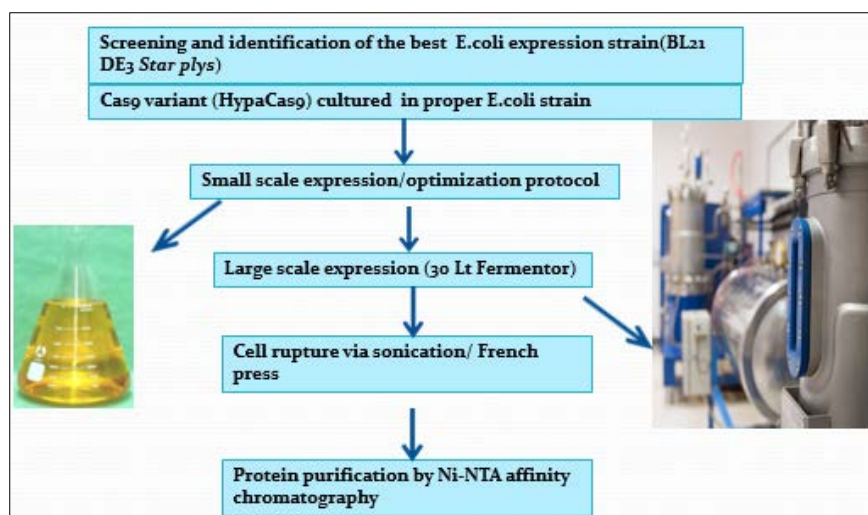 Screening and identification of the best E.coli expression strain(BL21
DE3 Star plys)
Cas9 variant (HypaCas9) cultured in proper E.coli strain
Small scale expression/optimization protocol
Large scale expression (30 Lt Fermentor)
Cell rupture via sonication/ French
press
Protein purification by Ni-NTA affinity
chromatography